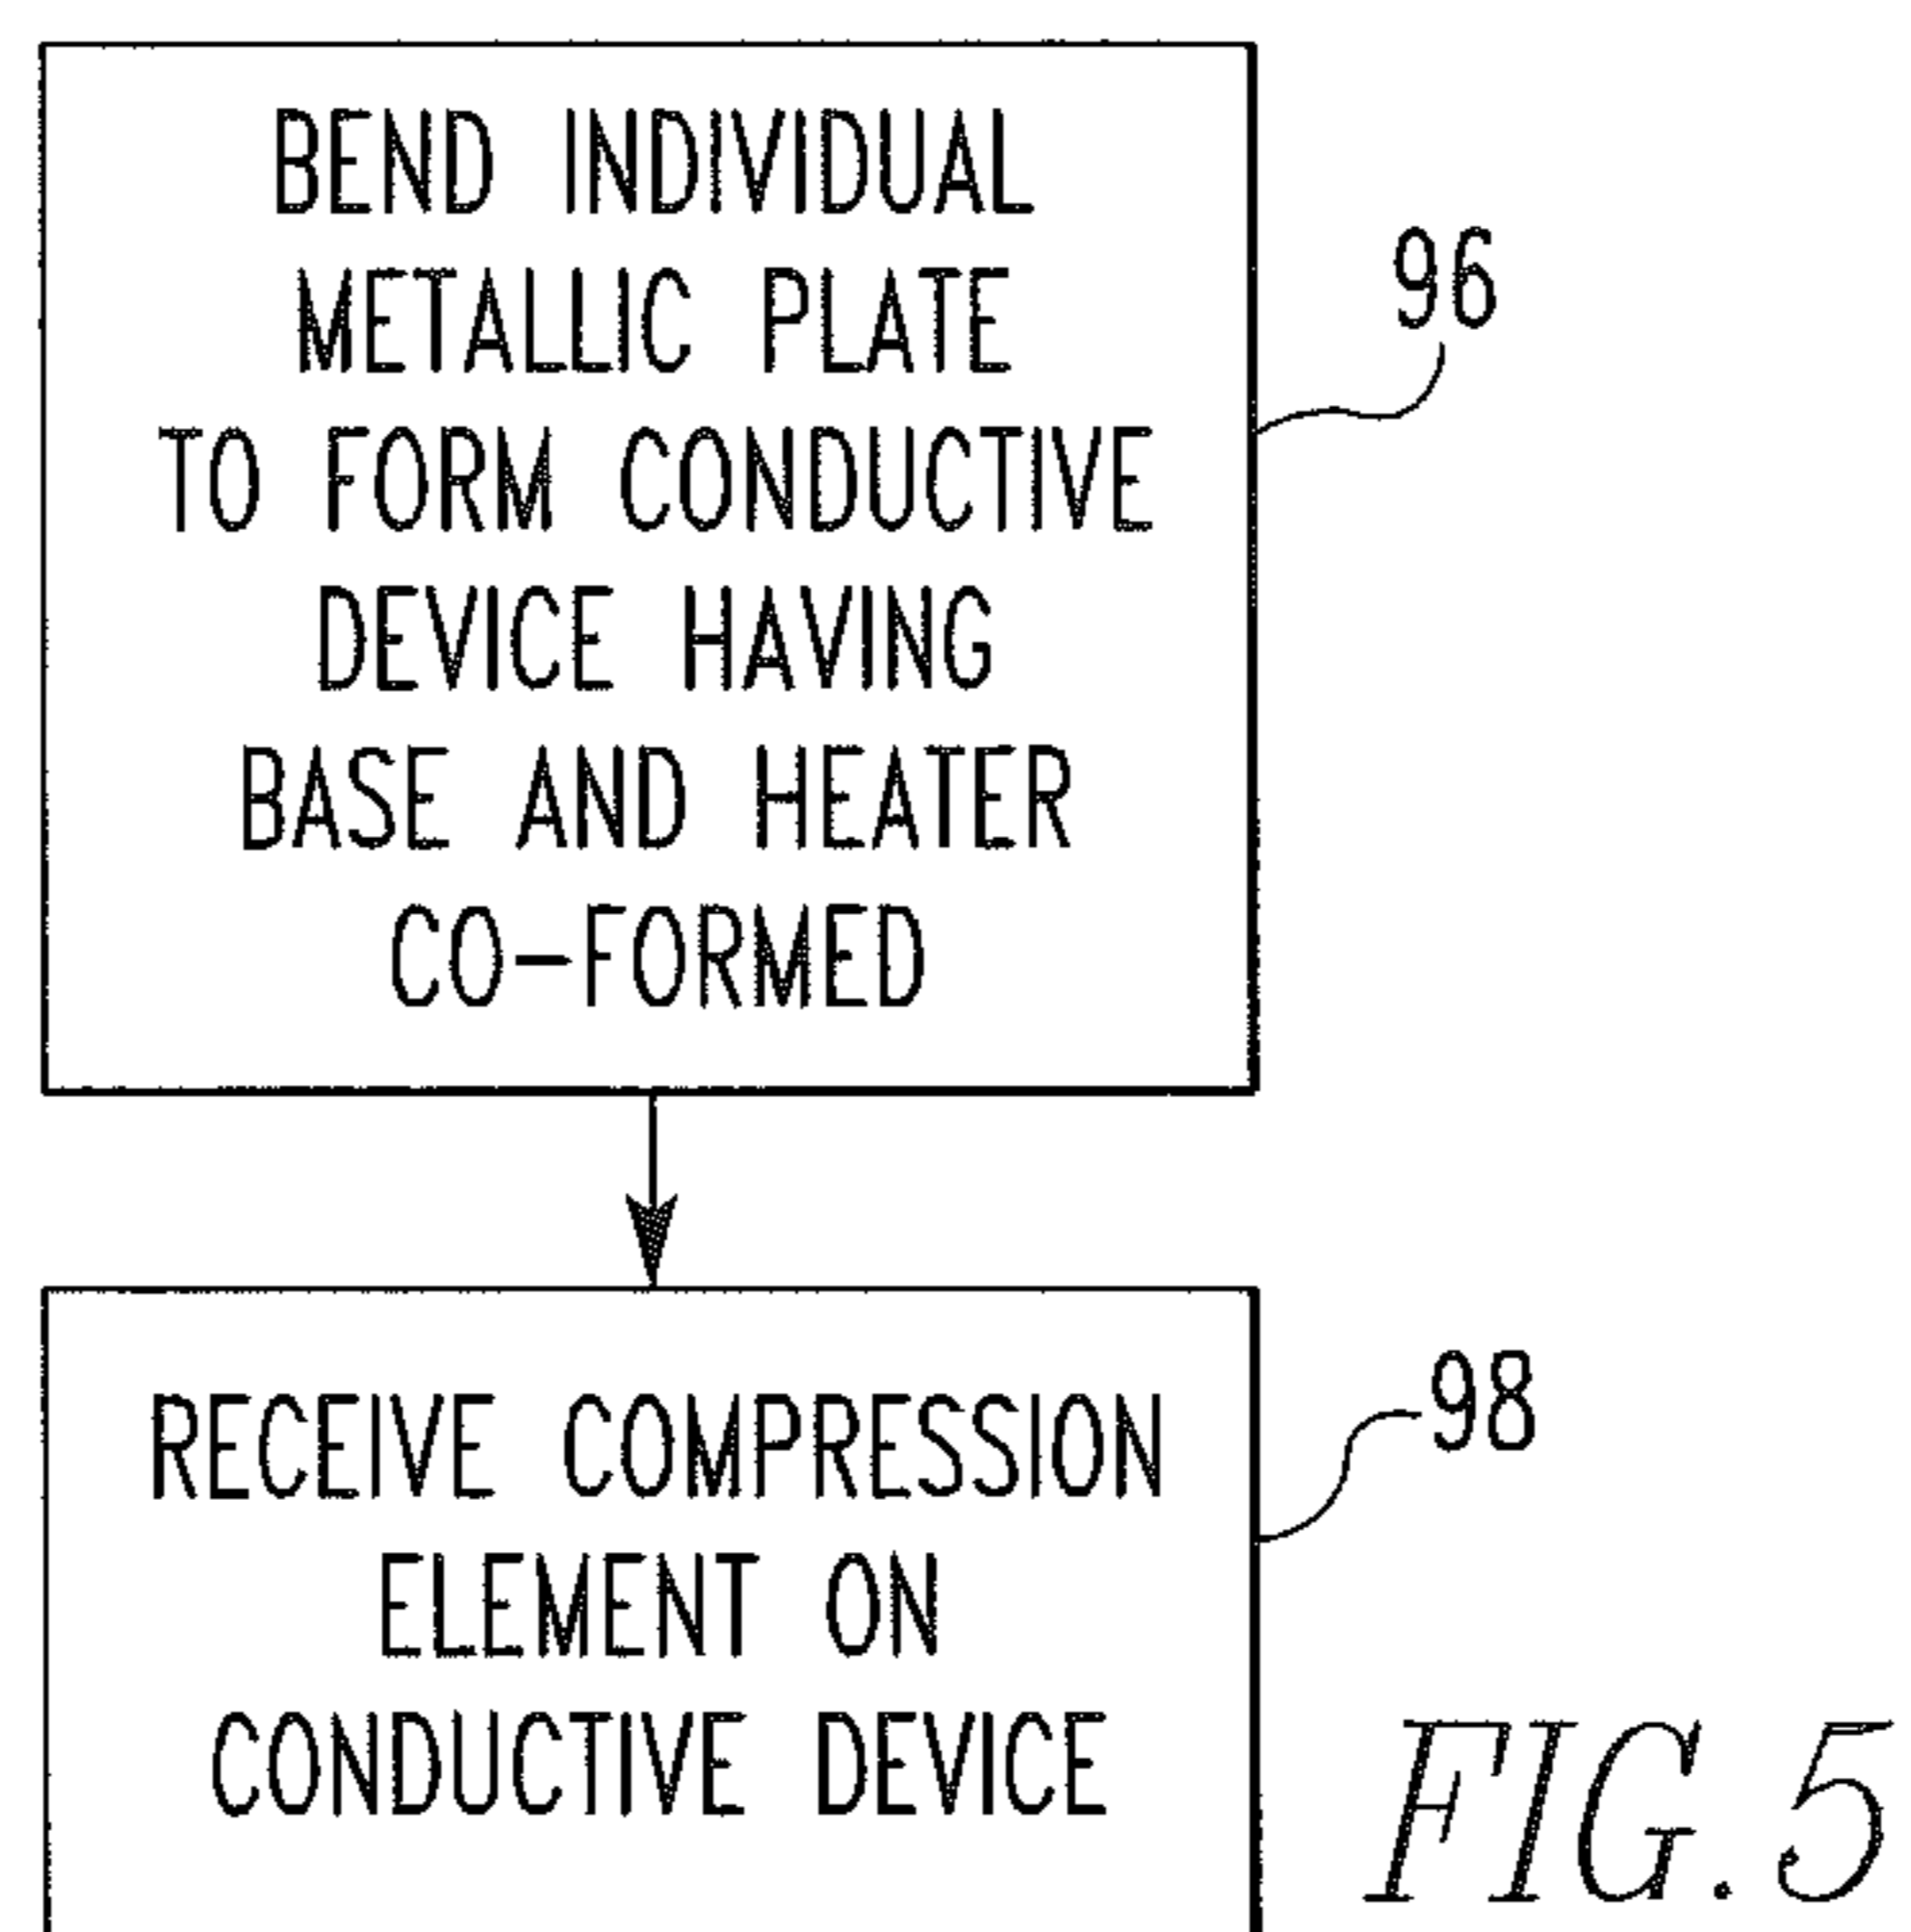 BEND INDIVIDUAL
METALLIC PLATE
TO FORM CONDUCTIVE
DEVICE HAVING
BASE AND HEATER
CO-FORMED
96
RECEIVE COMPRESSION
ELEMENT ON
CONDUCTIVE DEVICE
98
FIG.5